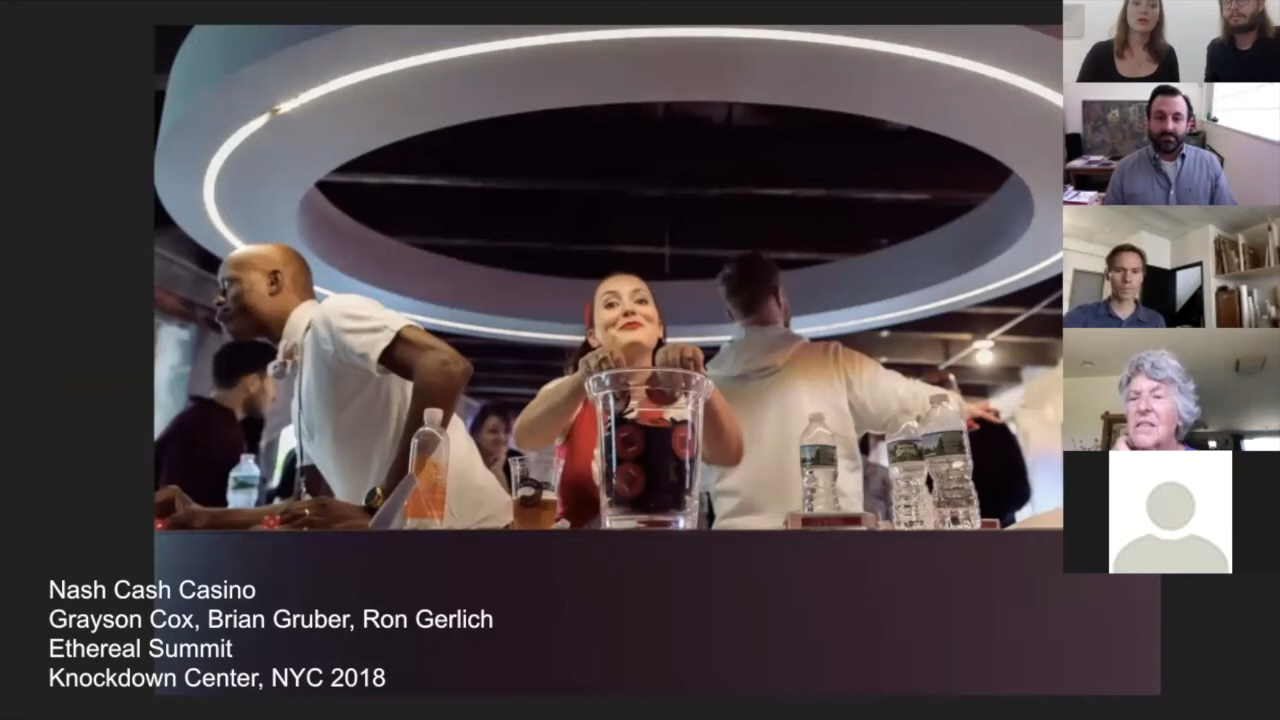 Nash Cash Casino
Grayson Cox, Brian Gruber, Ron Gerlich
Ethereal Summit
Knockdown Center, NYC 2018